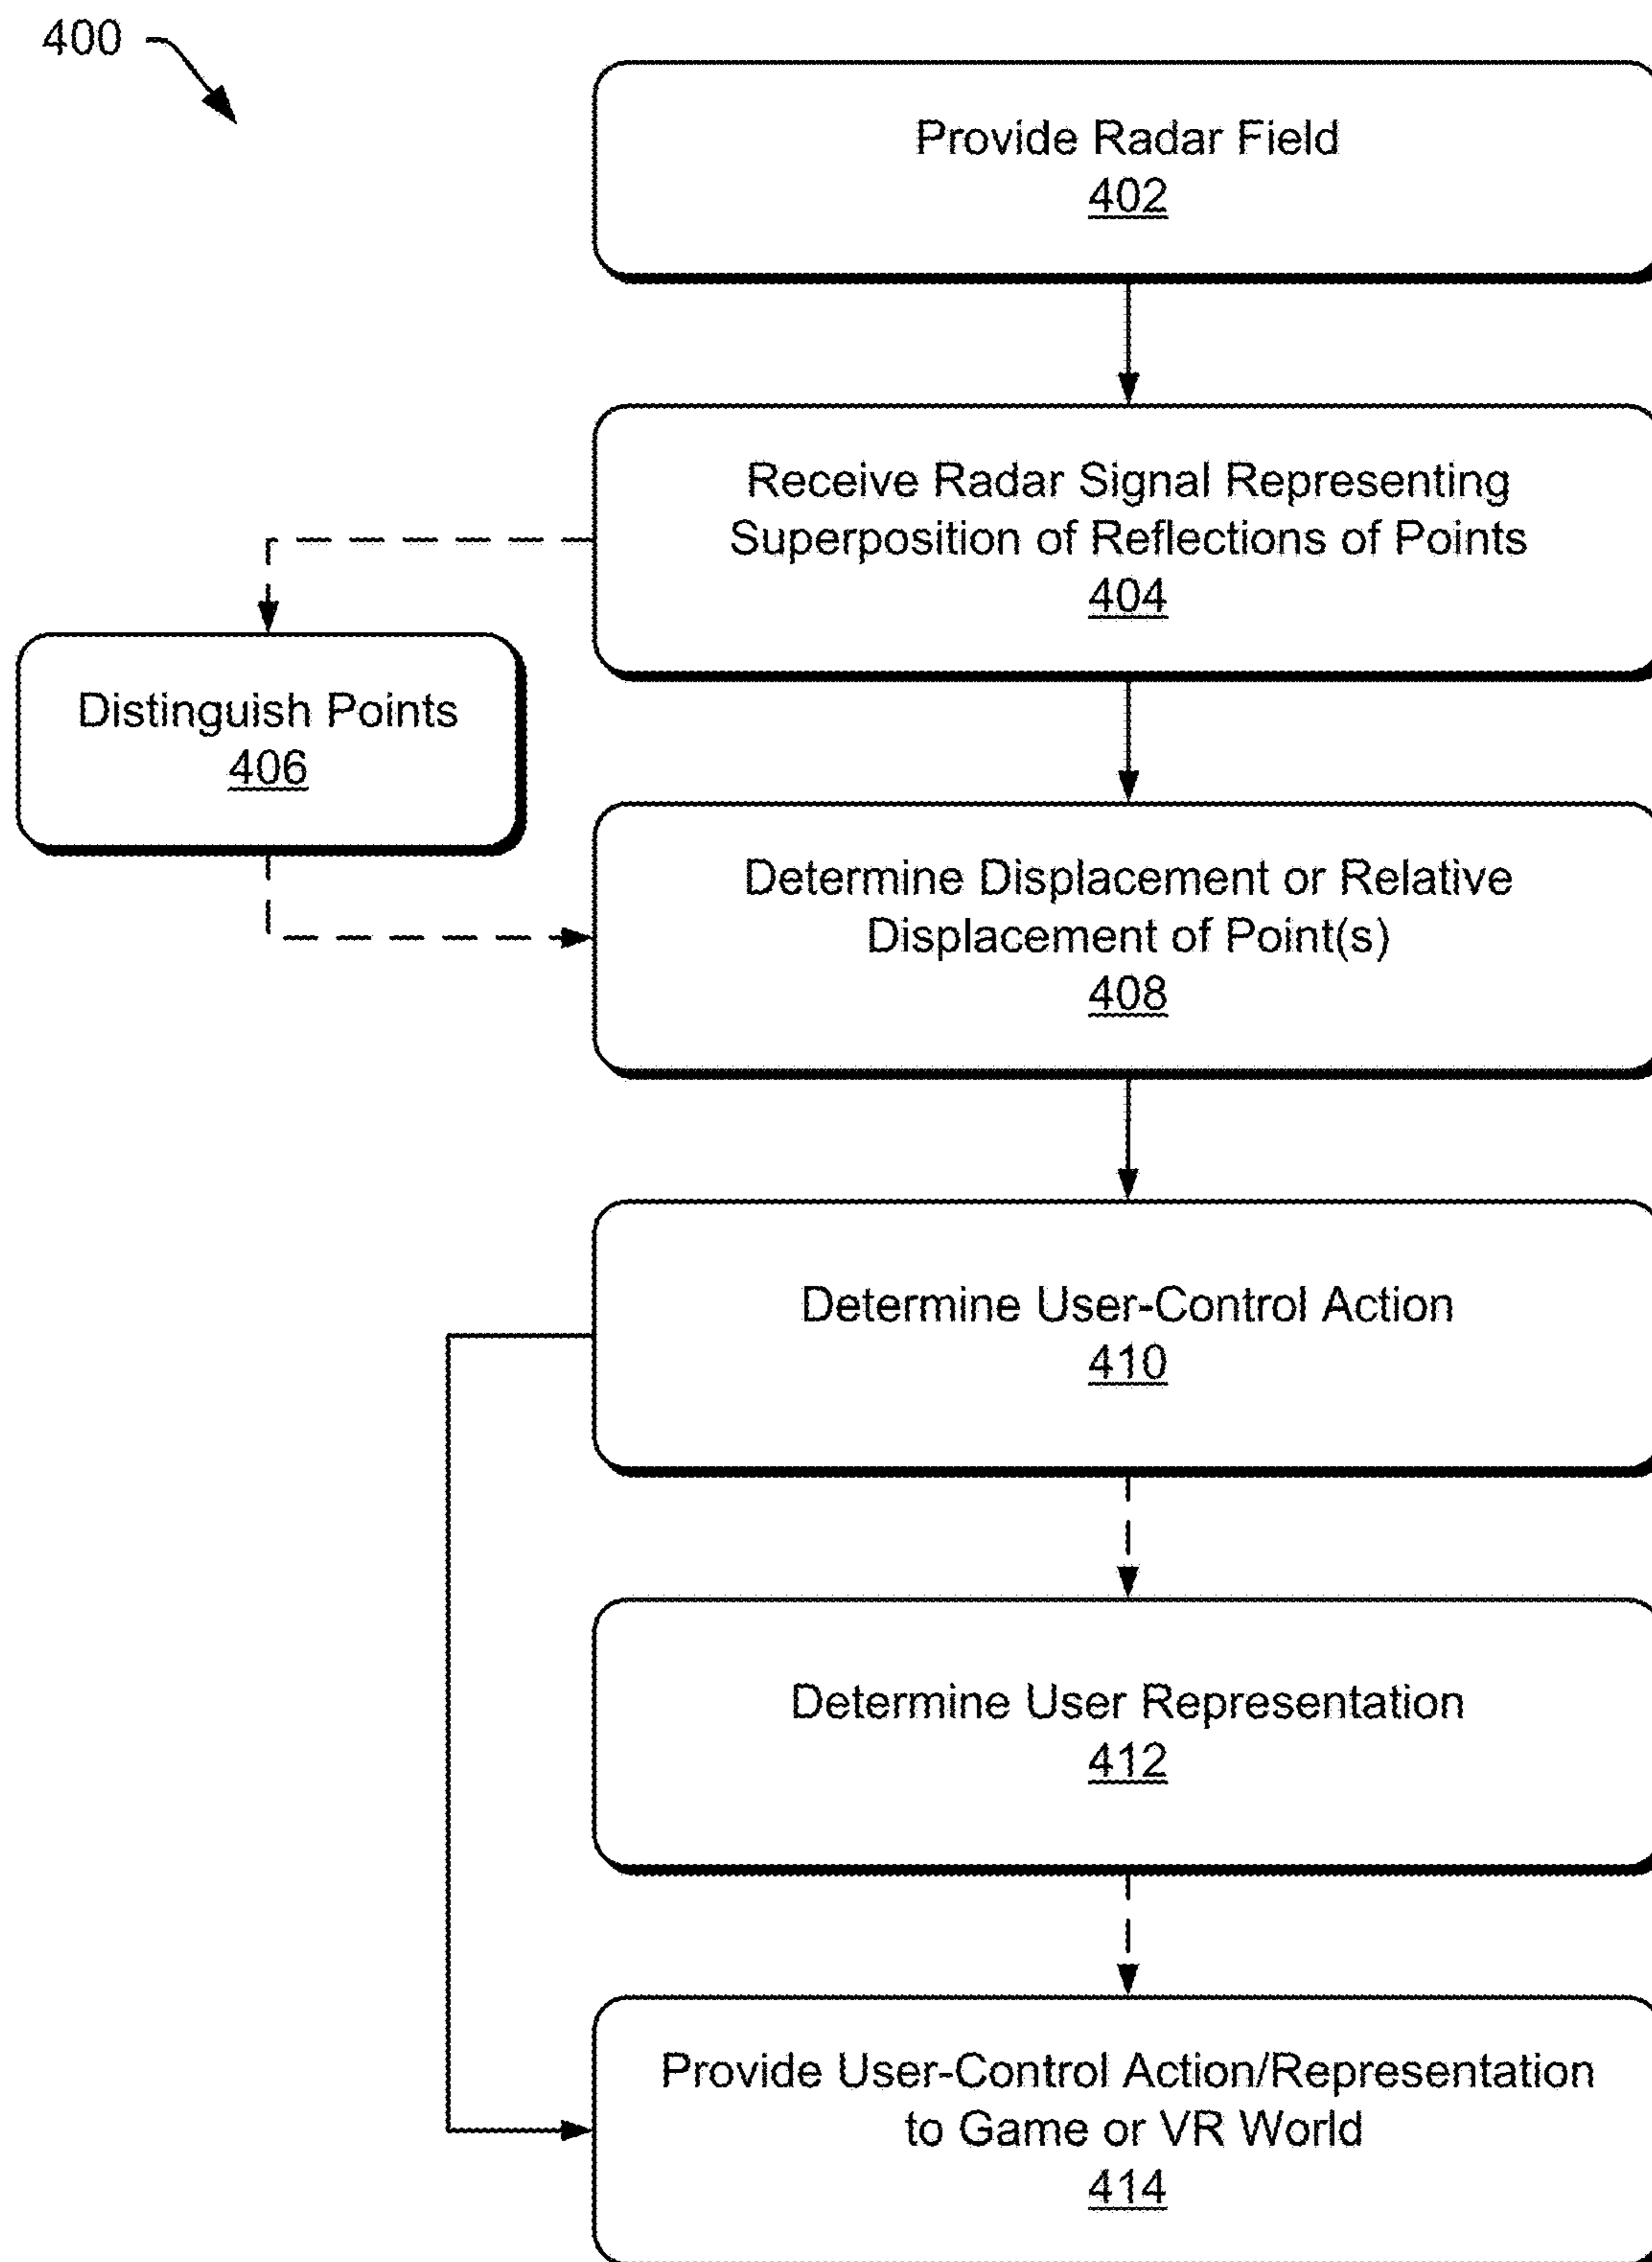 400
Provide Radar Field
402
Receive Radar Signal Representing
Superposition of Reflections of Points
404
Distinguish Points
406
Determine Displacement or Relative
Displacement of Point(s)
408
Determine User-Control Action
410
Determine User Representation
412
Provide User-Control Action/Representation
to Game or VR World
414